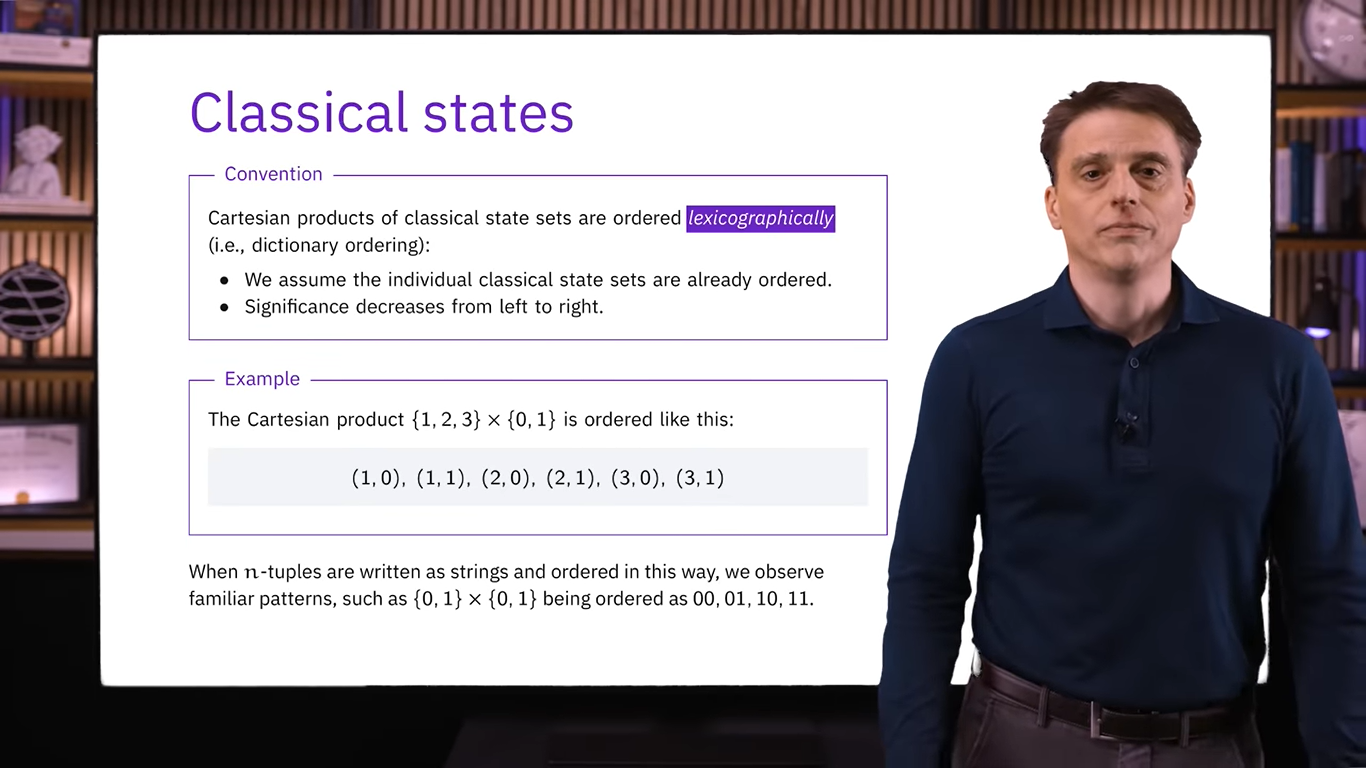 Classical states
Convention
Cartesian products of classical state sets are ordered lexicographically
(i.e., dictionary ordering):
● We assume the individual classical state sets are already ordered.
● Significance decreases from left to right.
Example
The Cartesian product {1, 2, 3} × {0, 1} is ordered like this:
(1, 0), (1, 1), (2, 0), (2, 1), (3, 0), (3, 1)
When n-tuples are written as strings and ordered in this way, we observe
familiar patterns, such as {0, 1} × {0, 1} being ordered as 00, 01, 10, 11.